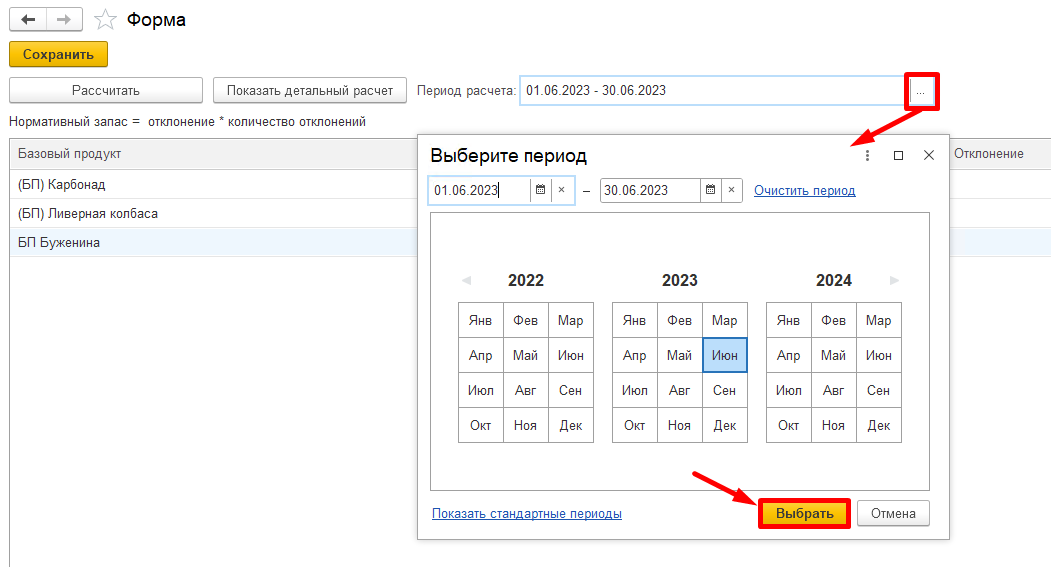 Форма
Сохранить
Рассчитать Показать детальный расчет Период расчета: 01.06.2023 - 30.06.2023 ...
Нормативный запас = отклонение * количество отклонений
Базовый продукт Отклонение
(БП) Карбонад
(БП) Ливерная колбаса
БП Буженина
Выберите период
01.06.2023 – 30.06.2023 Очистить период
2022 2023 2024
Янв Фев Мар Янв Фев Мар Янв Фев Мар
Апр Май Июн Апр Май Июн Апр Май Июн
Июл Авг Сен Июл Авг Сен Июл Авг Сен
Окт Ноя Дек Окт Ноя Дек Окт Ноя Дек
Показать стандартные периоды Выбрать Отмена